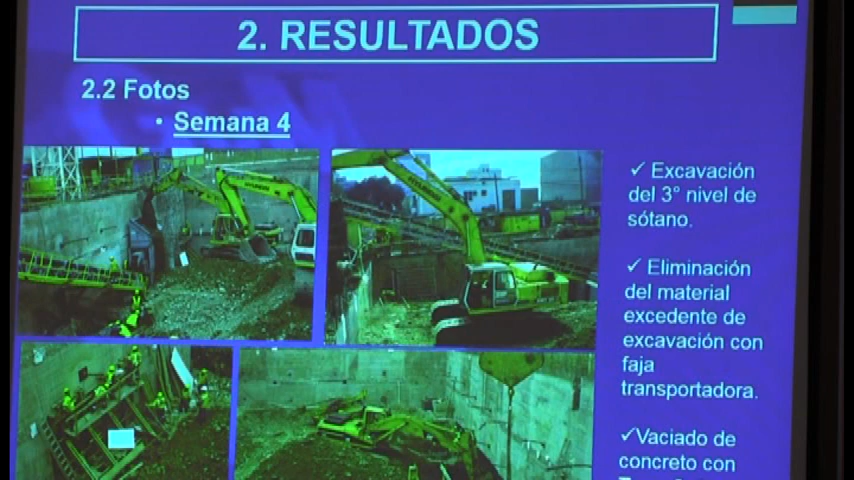 2. RESULTADOS
2.2 Fotos
• Semana 4
✓ Excavación
del 3° nivel de
sótano.
✓ Eliminación
del material
excedente de
excavación con
faja
transportadora.
✓Vaciado de
concreto con